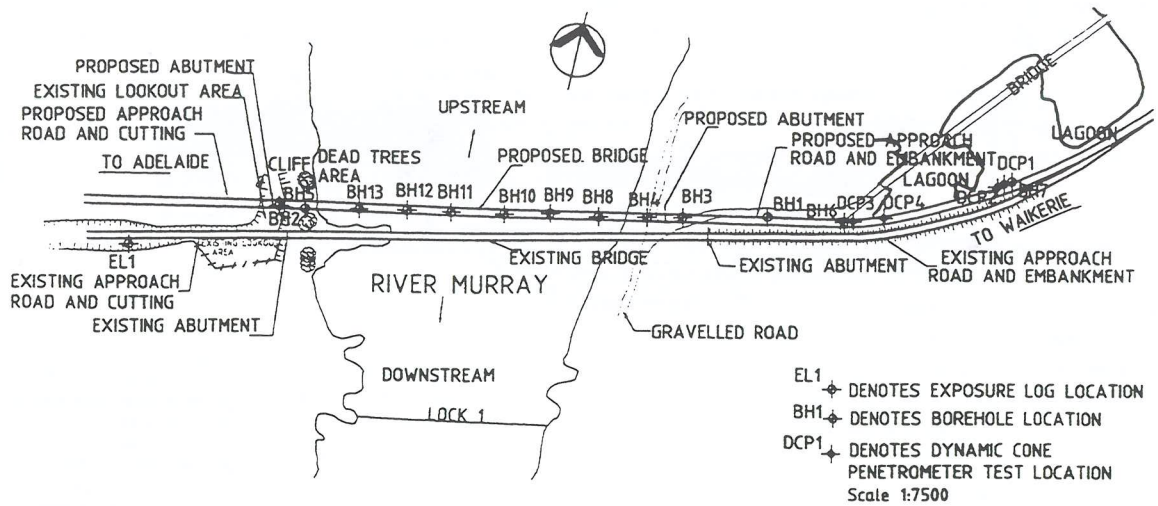 PROPOSED ABUTMENT
EXISTING LOOKOUT AREA
PROPOSED APPROACH
ROAD AND CUTTING
TO ADELAIDE
UPSTREAM
CLIFF
DEAD TREES
AREA
PROPOSED BRIDGE
PROPOSED ABUTMENT
PROPOSED APPROACH
ROAD AND EMBANKMENT
BRIDGE
LAGOON
LAGOON
BH5
BH2
BH13
BH12
BH11
BH10
BH9
BH8
BH4
BH3
BH1
BH6
DCP3
DCP4
DCP2
DCP1
BH7
TO WAIKERIE
EXISTING LOOKOUT
AREA
EL1
EXISTING APPROACH
ROAD AND CUTTING
EXISTING ABUTMENT
EXISTING BRIDGE
RIVER MURRAY
EXISTING ABUTMENT
EXISTING APPROACH
ROAD AND EMBANKMENT
GRAVELLED ROAD
DOWNSTREAM
LOCK 1
EL1 DENOTES EXPOSURE LOG LOCATION
BH1 DENOTES BOREHOLE LOCATION
DCP1 DENOTES DYNAMIC CONE
PENETROMETER TEST LOCATION
Scale 1:7500